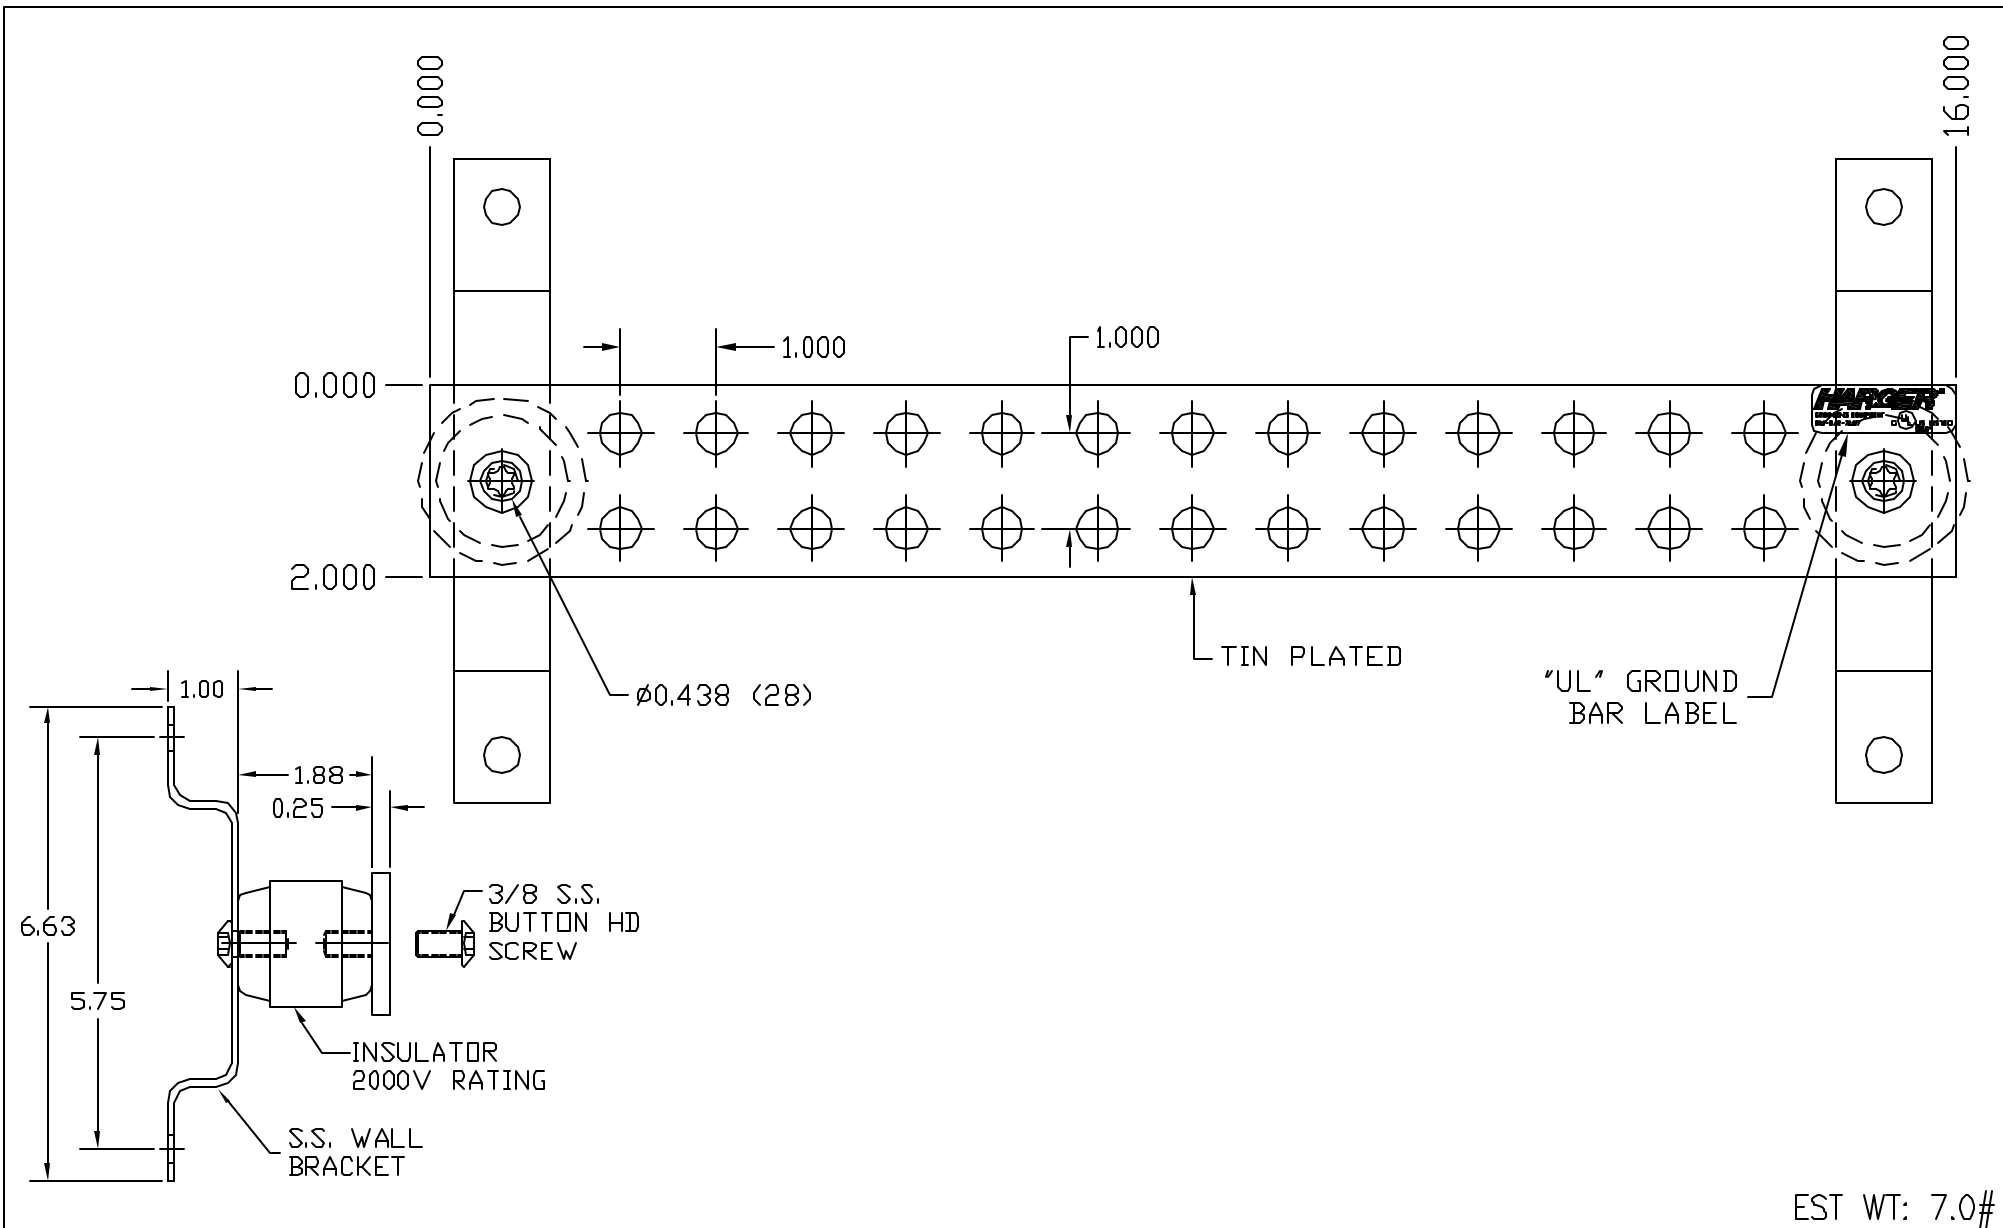 0.000
16.000
1.000
1.000
0.000
HARGER
2.000
TIN PLATED
"UL" GROUND
BAR LABEL
Ø0.438 (28)
1.00
1.88
0.25
3/8 S.S.
BUTTON HD
SCREW
6.63
5.75
INSULATOR
2000V RATING
S.S. WALL
BRACKET
EST WT: 7.0#